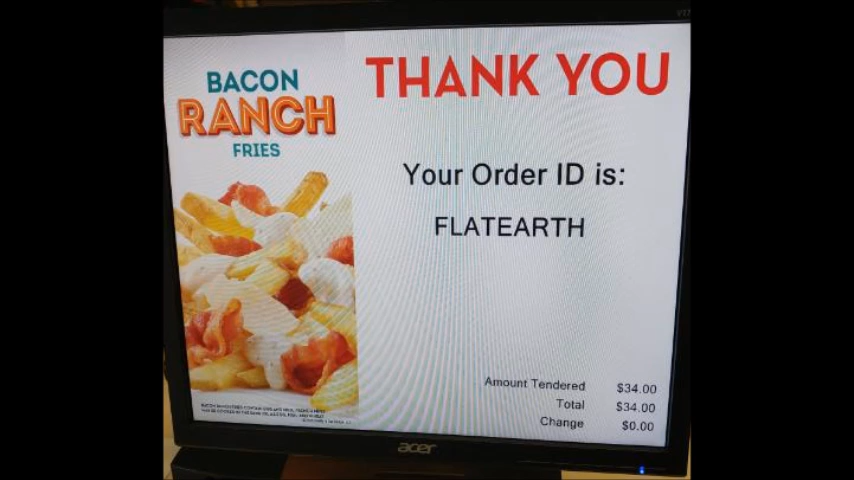 BACON
RANCH
FRIES
THANK YOU
Your Order ID is:
FLATEARTH
Amount Tendered $34.00
Total $34.00
Change $0.00
acer